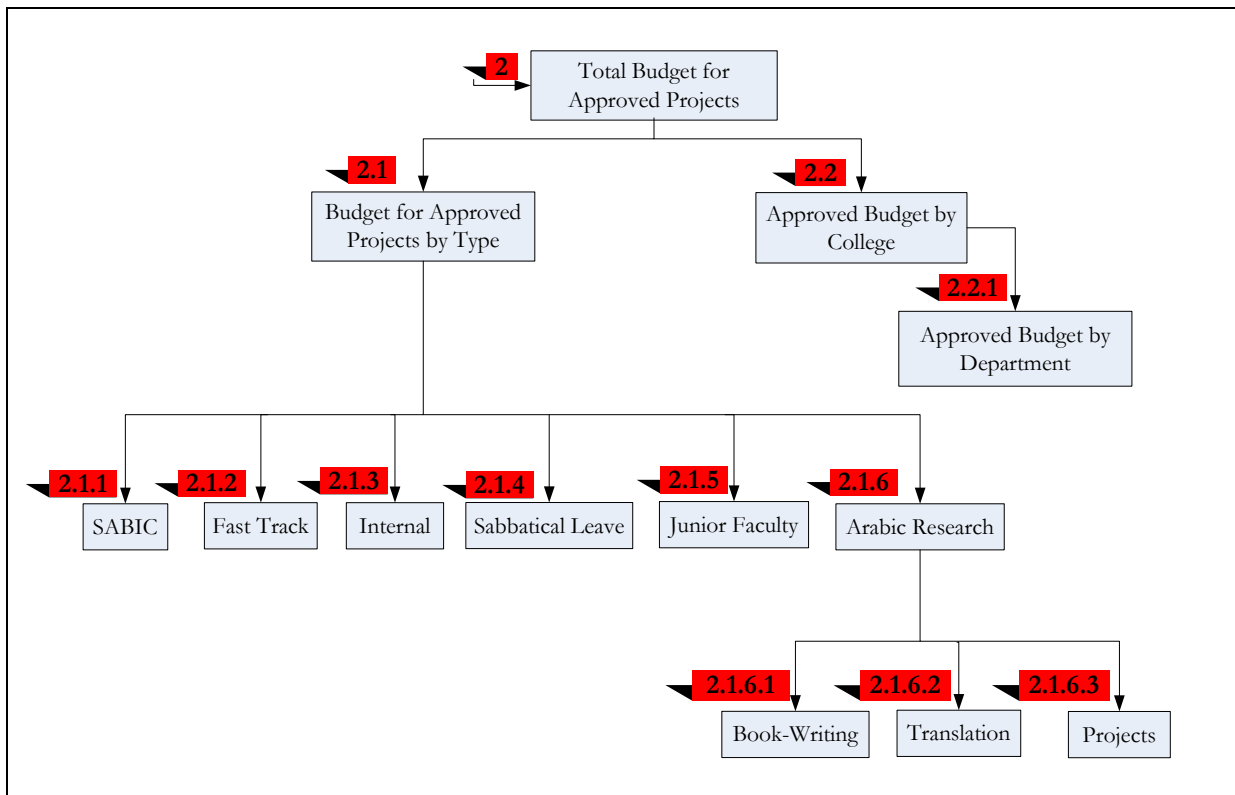 2
Total Budget for
Approved Projects
2.1
2.2
Budget for Approved
Projects by Type
Approved Budget by
College
2.2.1
Approved Budget by
Department
2.1.1
2.1.2
2.1.3
2.1.4
2.1.5
2.1.6
SABIC
Fast Track
Internal
Sabbatical Leave
Junior Faculty
Arabic Research
2.1.6.1
2.1.6.2
2.1.6.3
Book-Writing
Translation
Projects